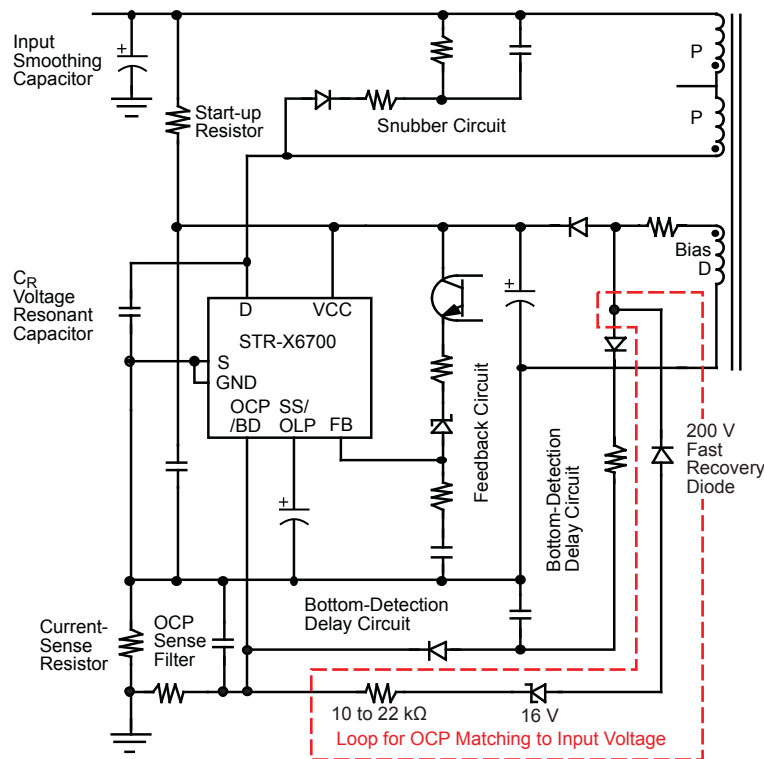 Input
Smoothing
Capacitor
+
P
Start-up
Resistor
Snubber Circuit
P
Bias
D
CR
Voltage
Resonant
Capacitor
+
D
VCC
STR-X6700
S
GND
OCP
/BD
SS/
OLP
FB
+
Feedback Circuit
Bottom-Detection
Delay Circuit
200 V
Fast
Recovery
Diode
Bottom-Detection
Delay Circuit
Current-
Sense
Resistor
OCP
Sense
Filter
10 to 22 kΩ
16 V
Loop for OCP Matching to Input Voltage